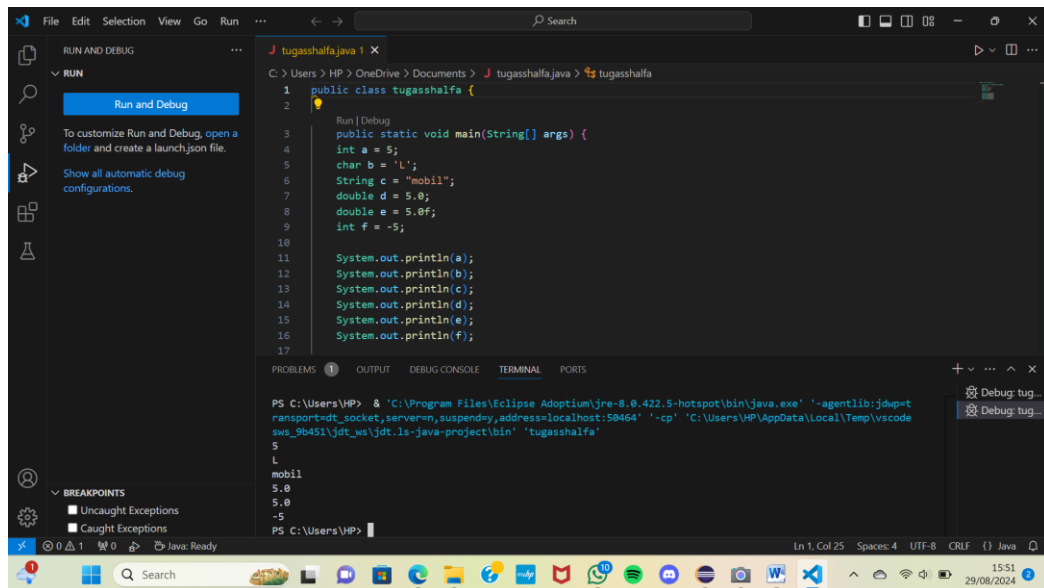 File Edit Selection View Go Run ... Search
RUN AND DEBUG ...
RUN
Run and Debug
To customize Run and Debug, open a
folder and create a launch.json file.
Show all automatic debug
configurations.
BREAKPOINTS
Uncaught Exceptions
Caught Exceptions
J tugasshalfa.java 1
C: > Users > HP > OneDrive > Documents > J tugasshalfa.java > tugasshalfa
1 public class tugasshalfa {
2
Run | Debug
3 public static void main(String[] args) {
4 int a = 5;
5 char b = 'L';
6 String c = "mobil";
7 double d = 5.0;
8 double e = 5.0f;
9 int f = -5;
10
11 System.out.println(a);
12 System.out.println(b);
13 System.out.println(c);
14 System.out.println(d);
15 System.out.println(e);
16 System.out.println(f);
17
PROBLEMS 1 OUTPUT DEBUG CONSOLE TERMINAL PORTS
PS C:\Users\HP> & 'C:\Program Files\Eclipse Adoptium\jre-8.0.422.5-hotspot\bin\java.exe' '-agentlib:jdwp=t
ransport=dt_socket,server=n,suspend=y,address=localhost:50464' '-cp' 'C:\Users\HP\AppData\Local\Temp\vscode
sws_9b451\jdt_ws\jdt.ls-java-project\bin' 'tugasshalfa'
5
L
mobil
5.0
5.0
-5
PS C:\Users\HP>
Debug: tug...
Debug: tug...
0 1 0 Java: Ready Ln 1, Col 25 Spaces: 4 UTF-8 CRLF {} Java
Search 15:51
29/08/2024 2